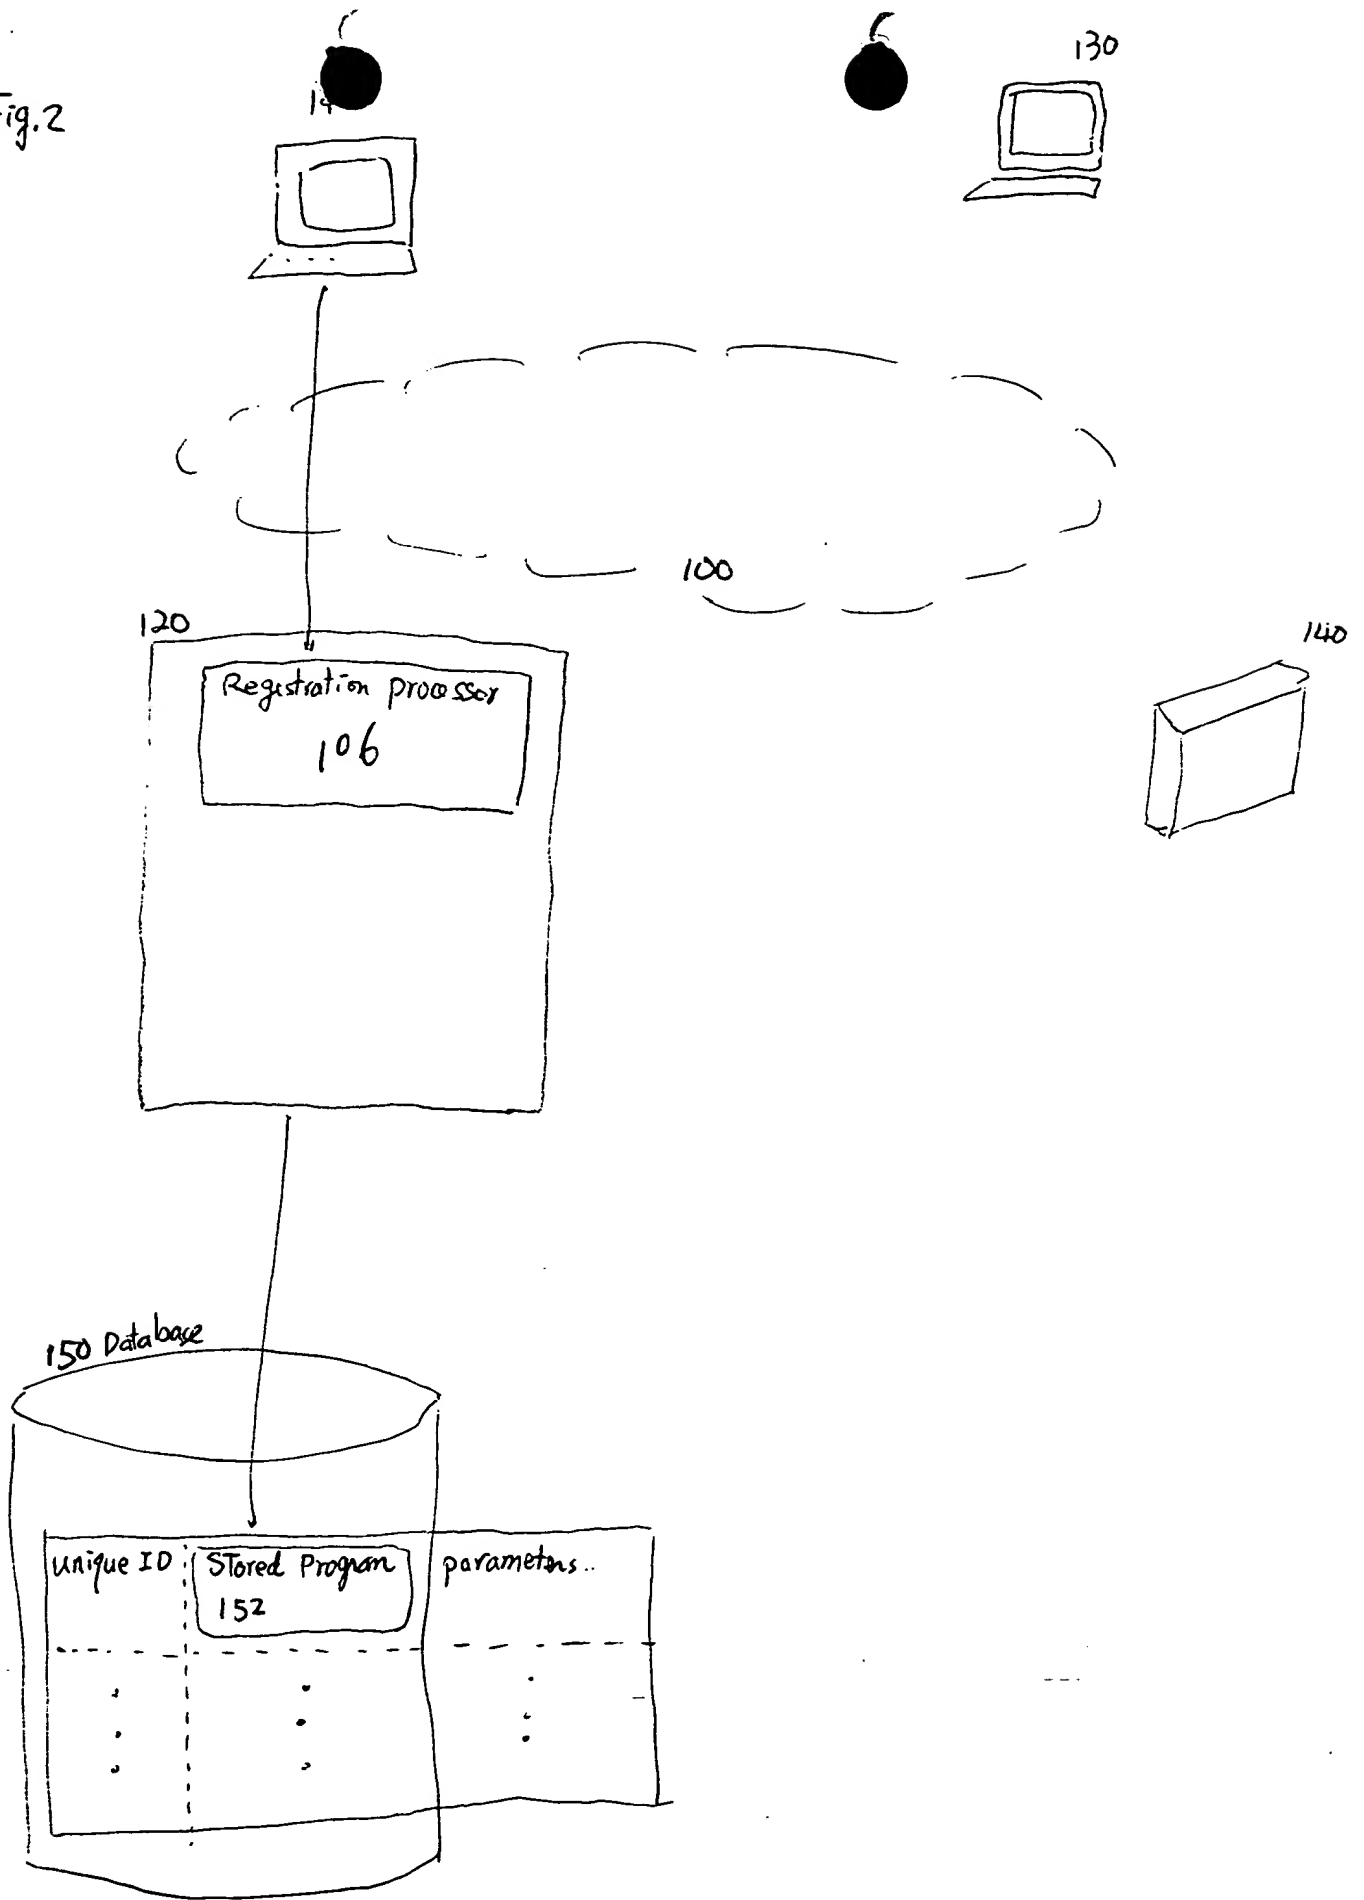 Fig.2
130
100
120
Registration processor
106
140
150 Database
unique ID
Stored Program
152
parameters..